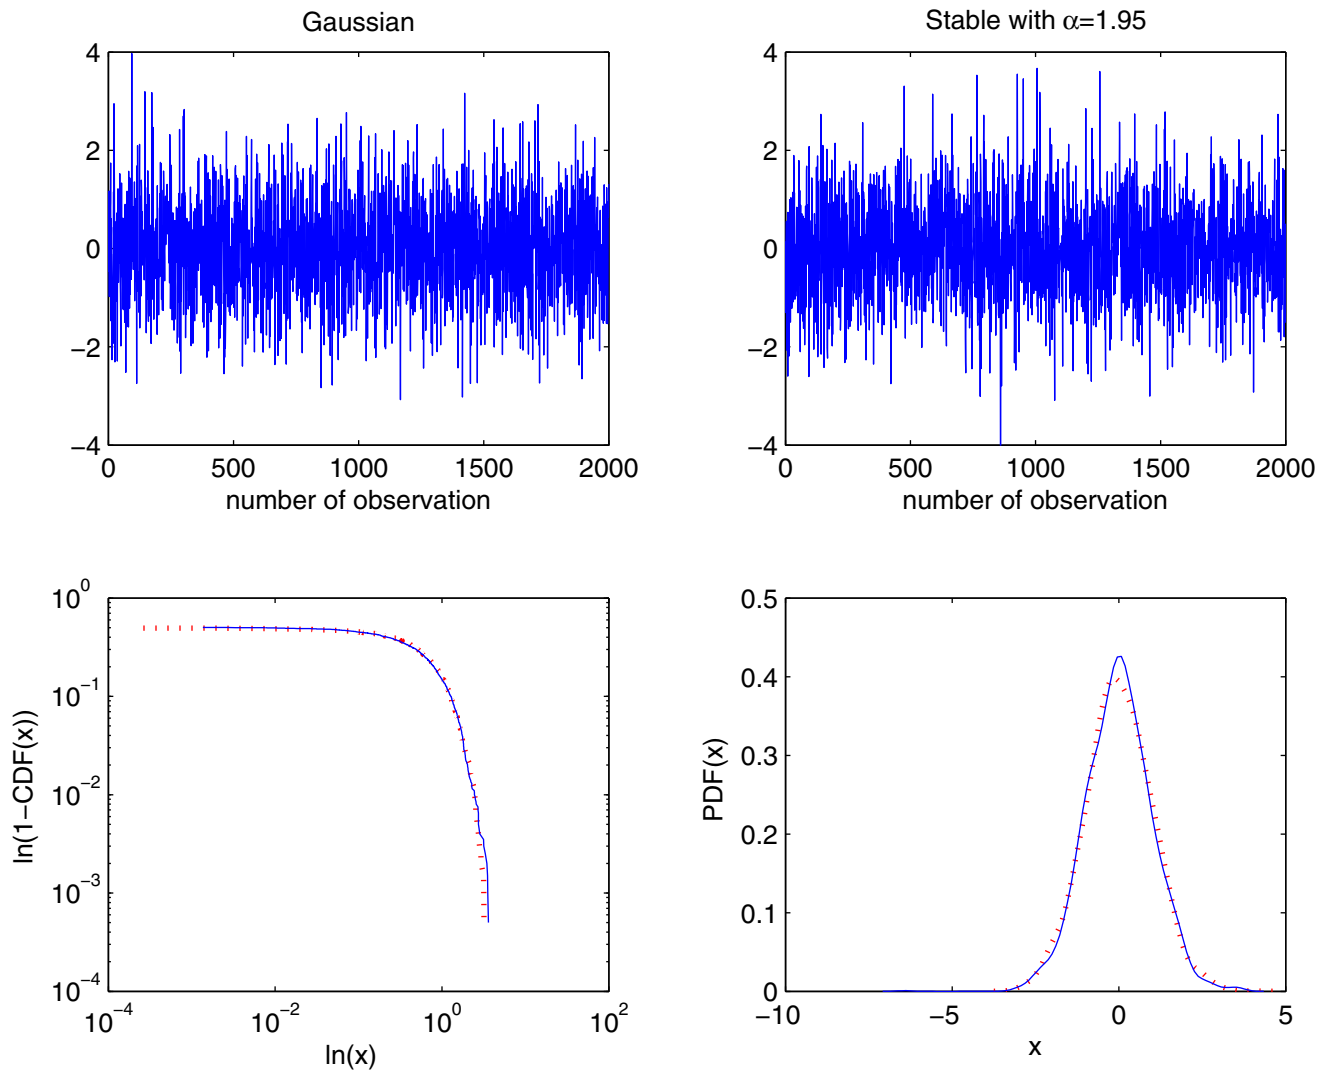 Gaussian
4
2
0
−2
−4
0 500 1000 1500 2000
number of observation
Stable with α=1.95
4
2
0
−2
−4
0 500 1000 1500 2000
number of observation
10^0
10^−1
10^−2
10^−3
10^−4
ln(1−CDF(x))
10^−4 10^−2 10^0 10^2
ln(x)
0.5
0.4
0.3
0.2
0.1
0
PDF(x)
−10 −5 0 5
x